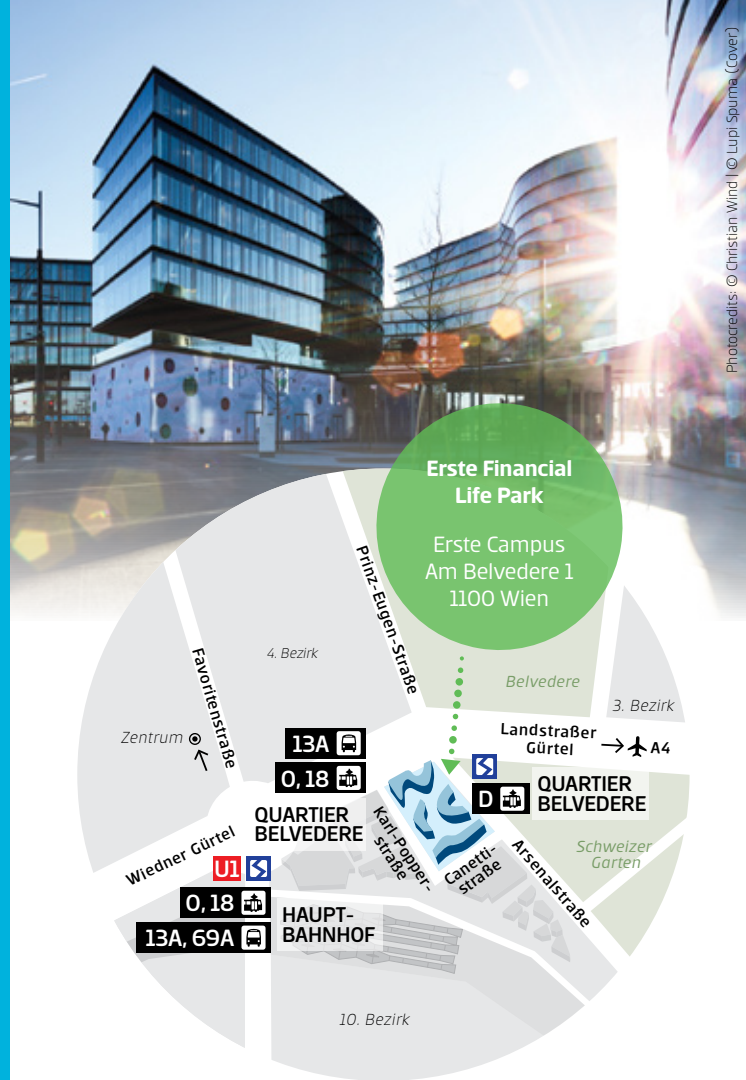 Photocredits: © Christian Wind | © Lupi Spuma (Cover)
FLIP
Erste Financial
Life Park
Erste Campus
Am Belvedere 1
1100 Wien
Prinz-Eugen-Straße
4. Bezirk
Favoritenstraße
Zentrum
Belvedere
3. Bezirk
Landstraßer
Gürtel
A4
13A
0, 18
QUARTIER
BELVEDERE
D
QUARTIER
BELVEDERE
Karl-Popper-
straße
Canetti-
straße
Arsenalstraße
Schweizer
Garten
Wiedner Gürtel
U1
0, 18
13A, 69A
HAUPT-
BAHNHOF
10. Bezirk